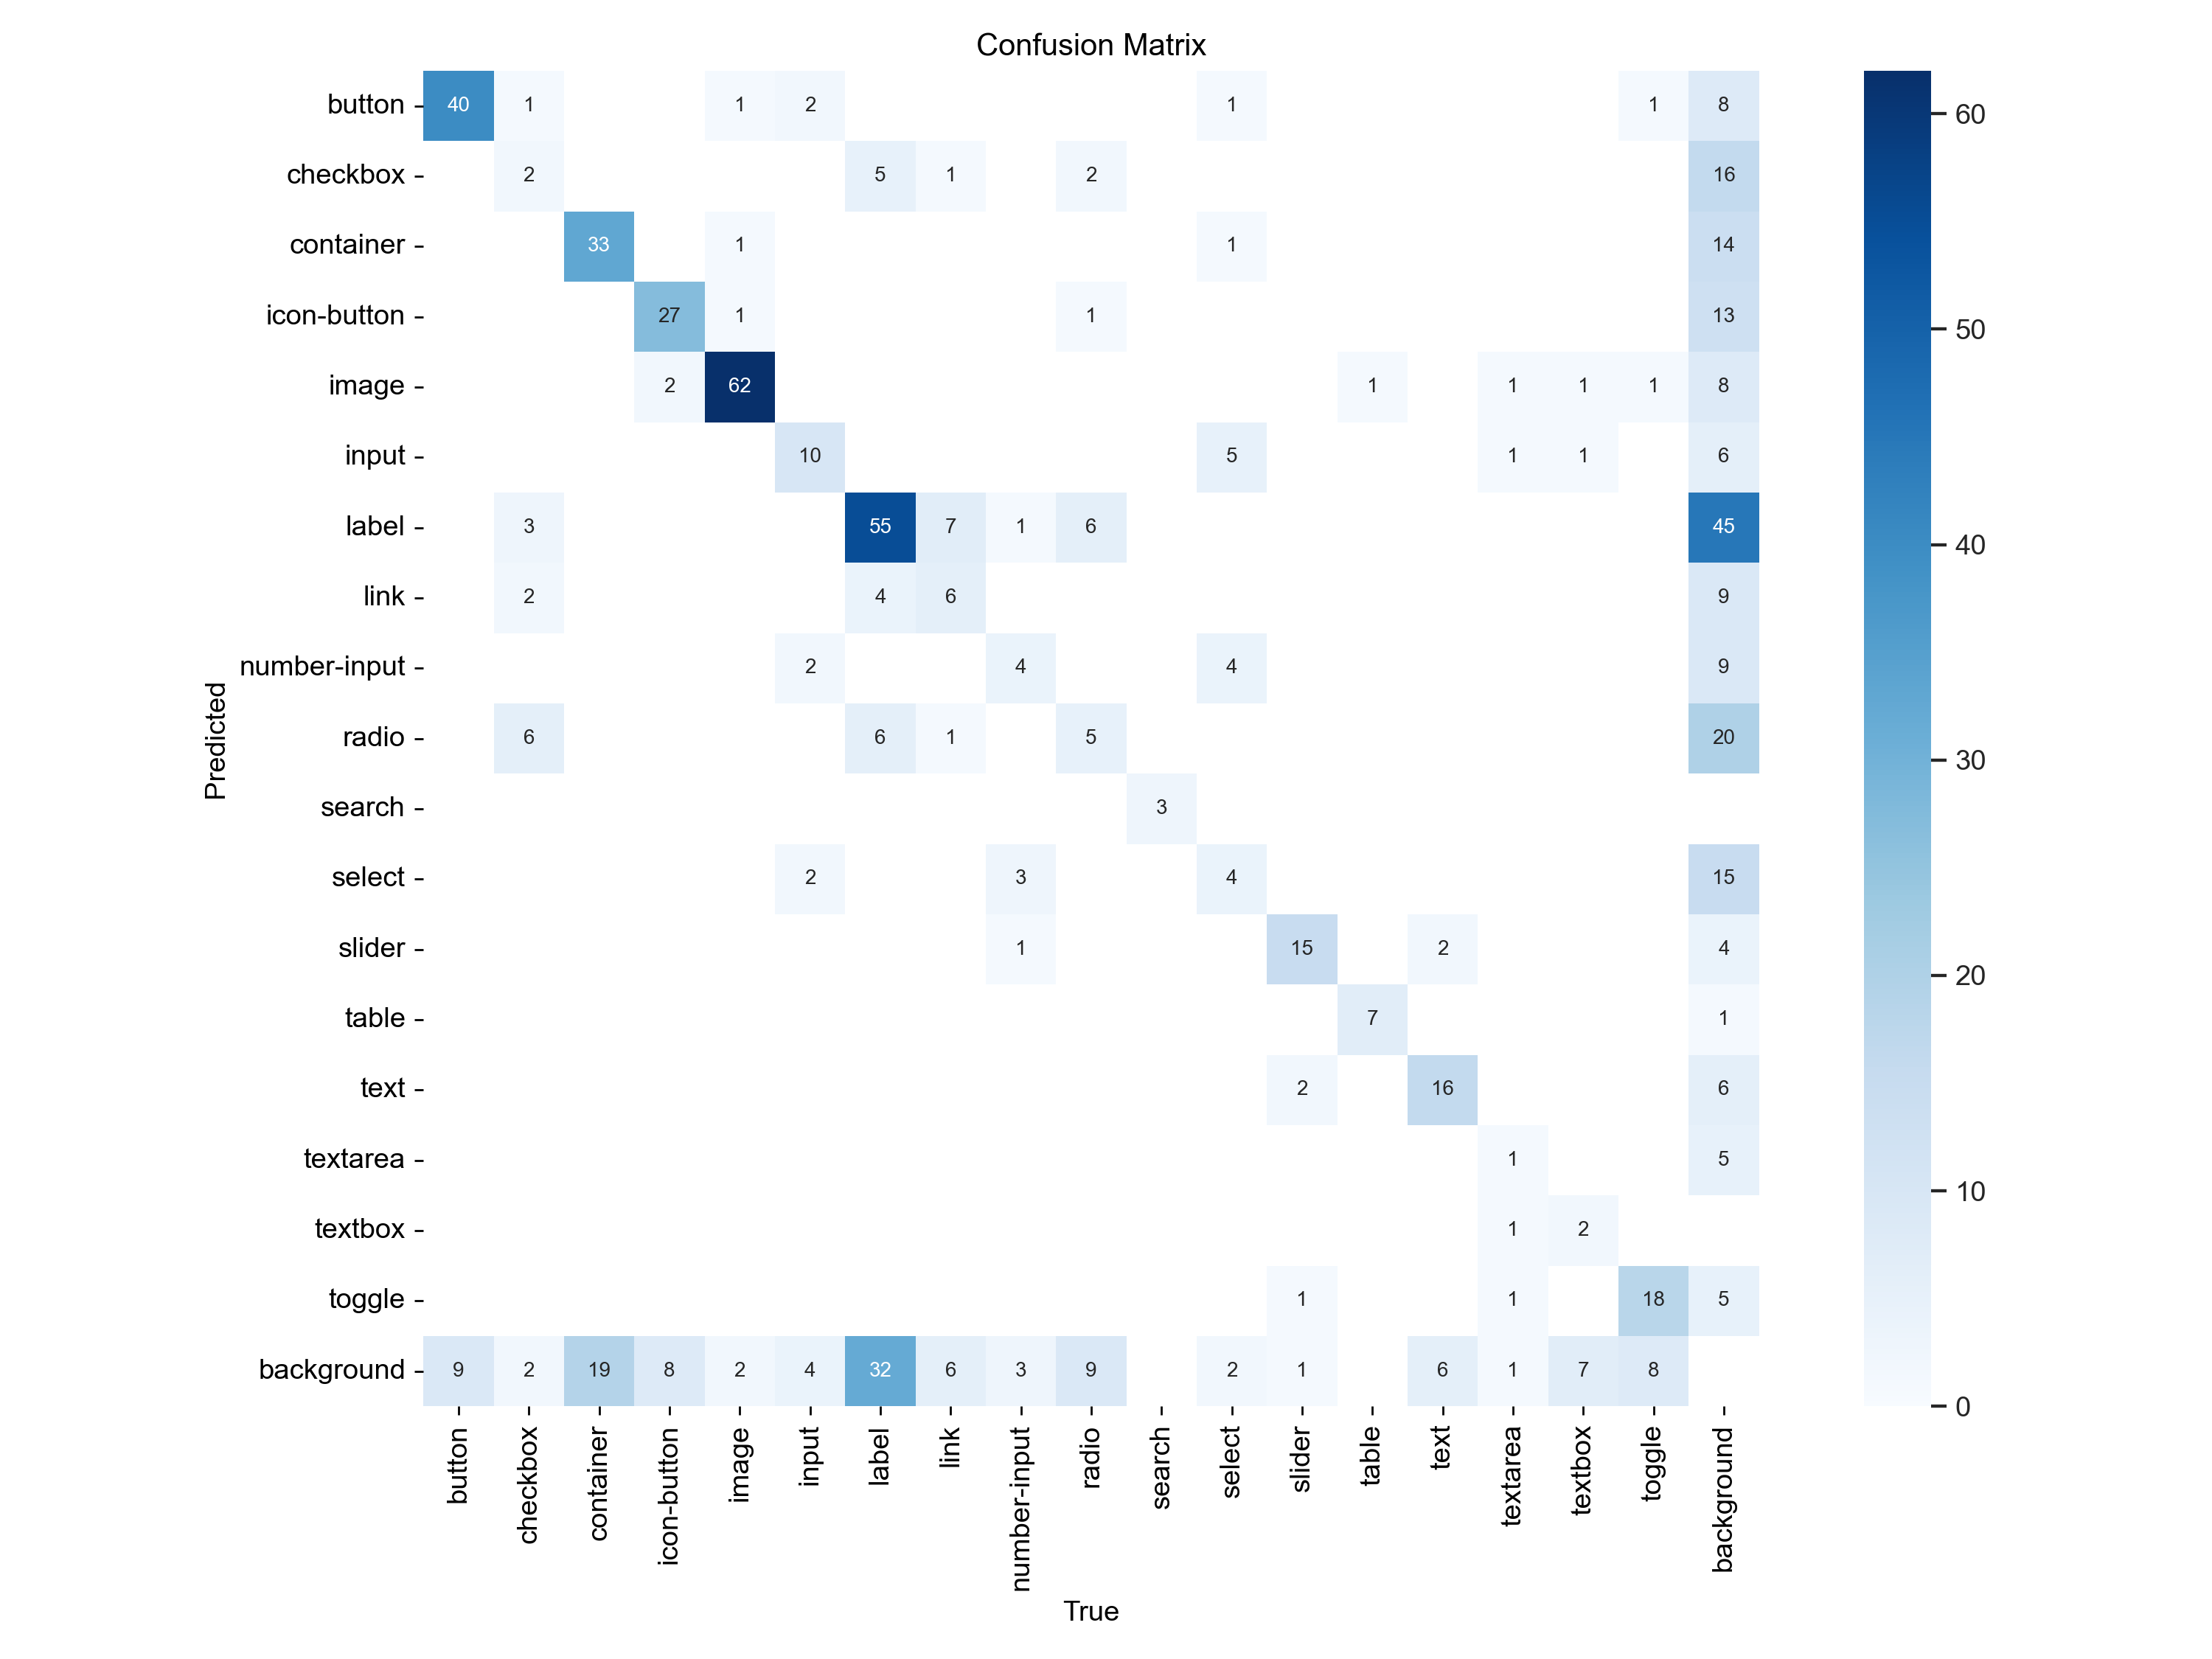 Confusion Matrix
button 40 1 1 2 1 1 8 60
checkbox 2 5 1 2 16
container 33 1 1 14
icon-button 27 1 1 13 50
image 2 62 1 1 1 1 8
input 10 5 1 1 6
label 3 55 7 1 6 45 40
link 2 4 6 9
number-input 2 4 4 9
Predicted
radio 6 6 1 5 20 30
search 3
select 2 3 4 15
slider 1 15 2 4 20
table 7 1
text 2 16 6
textarea 1 5 10
textbox 1 2
toggle 1 1 18 5
background 9 2 19 8 2 4 32 6 3 9 2 1 6 1 7 8 0
button checkbox container icon-button image input label link number-input radio search select slider table text textarea textbox toggle background
True